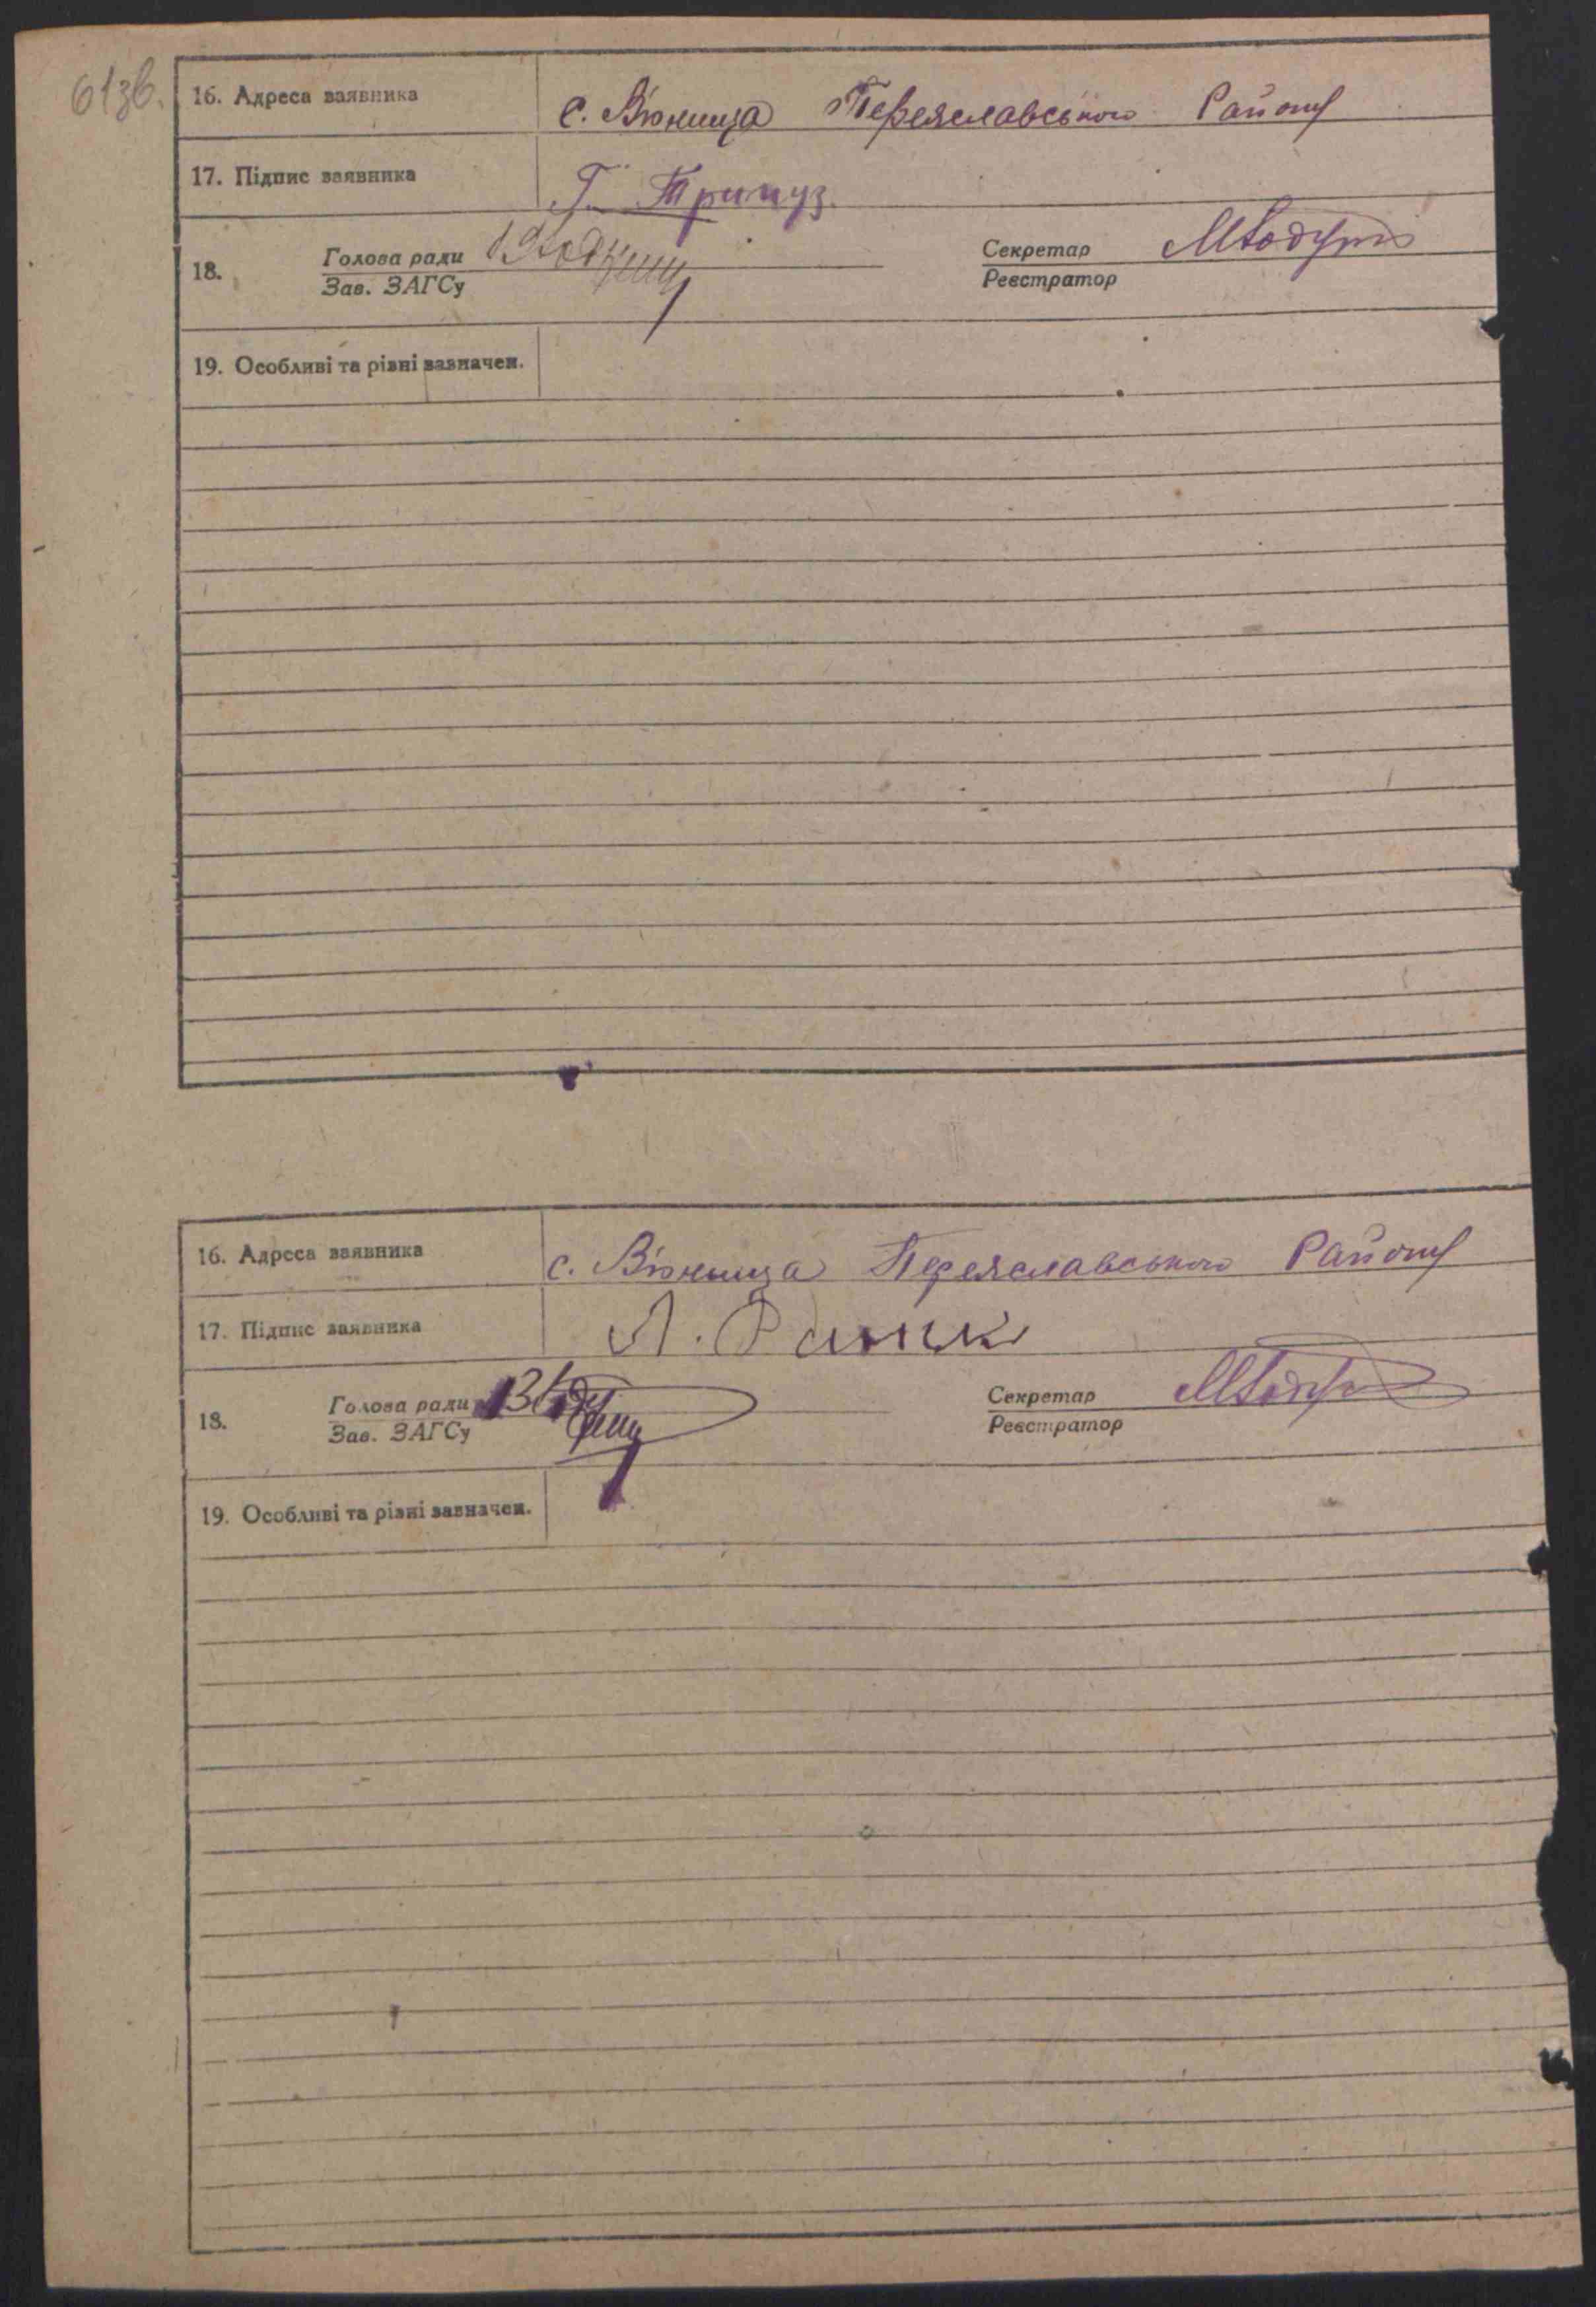 61зв.
16. Адреса заявника с. Вюнища Переяславського Району
17. Підпис заявника Г. Трипуз
18. Голова ради Секретар
Зав. ЗАГСу Реєстратор
19. Особливі та різні зазначен.
16. Адреса заявника с. Вюнища Переяславського Району
17. Підпис заявника Л.
18. Голова ради Секретар
Зав. ЗАГСу Реєстратор
19. Особливі та різні зазначен.